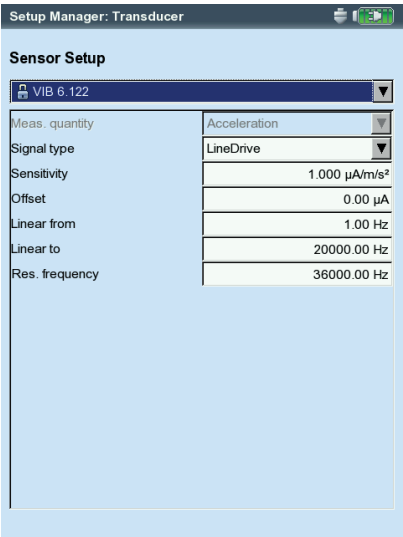 Setup Manager: Transducer
Sensor Setup
VIB 6.122
Meas. quantity Acceleration
Signal type LineDrive
Sensitivity 1.000 µA/m/s²
Offset 0.00 µA
Linear from 1.00 Hz
Linear to 20000.00 Hz
Res. frequency 36000.00 Hz